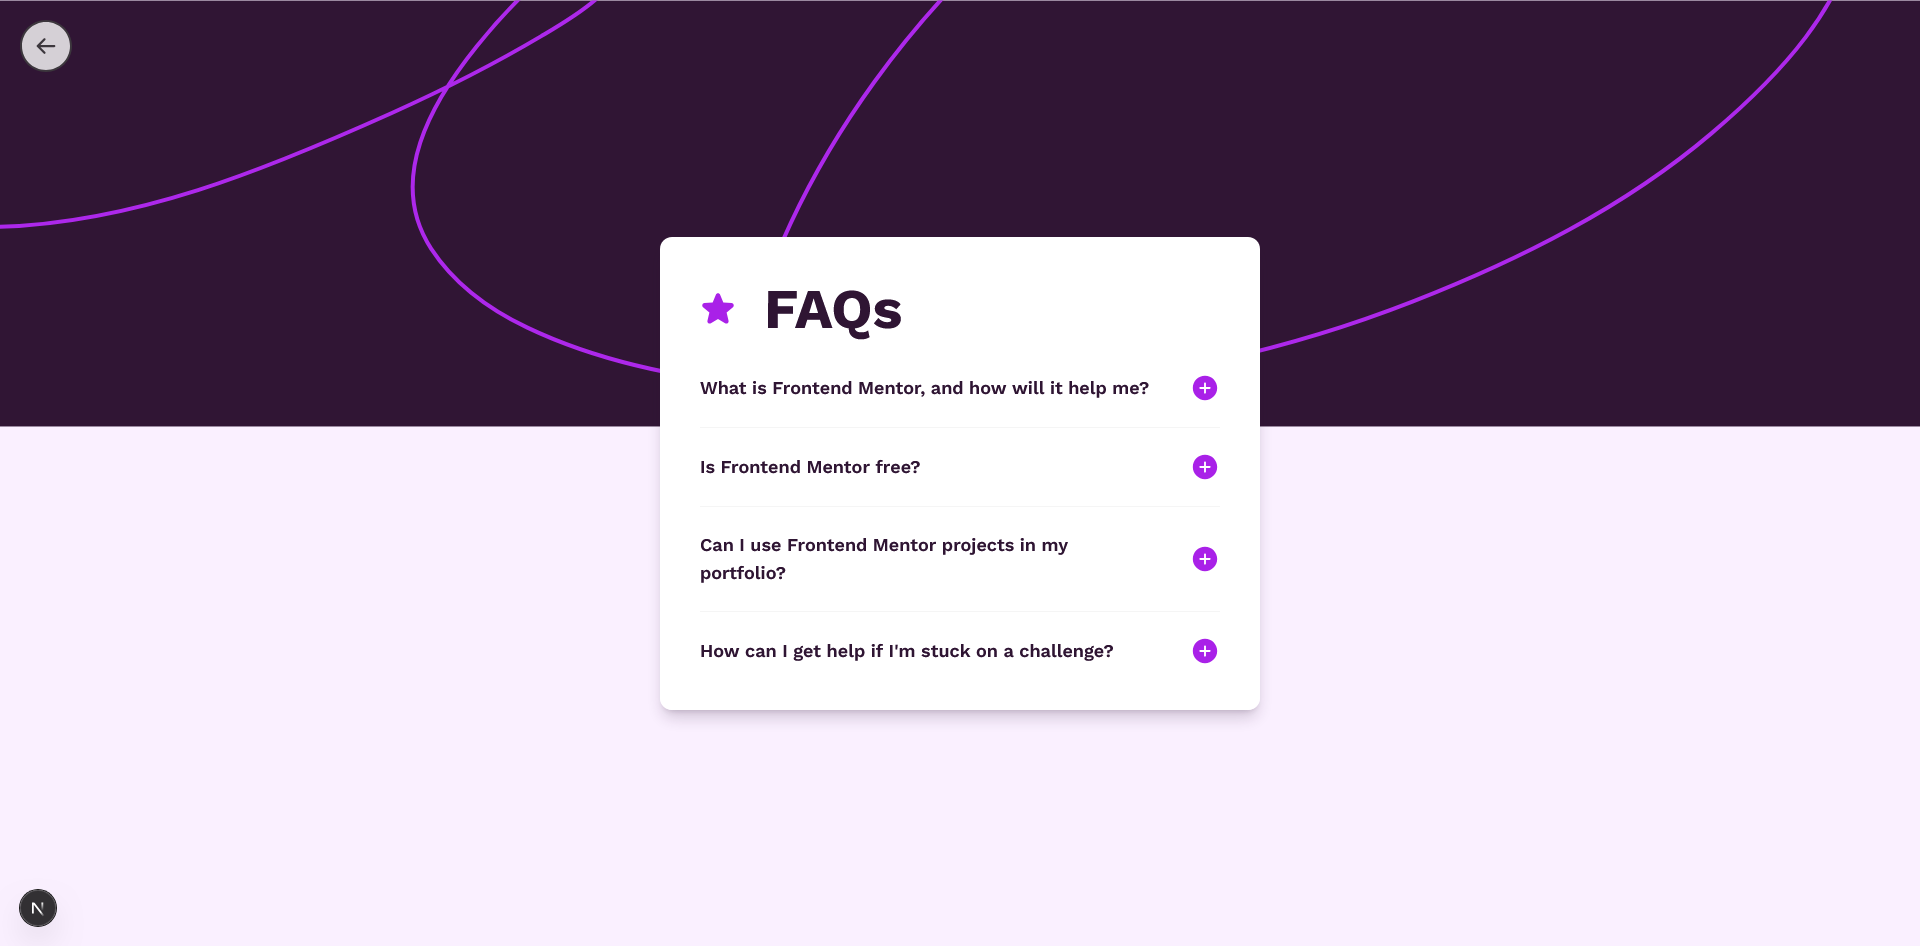 FAQs
What is Frontend Mentor, and how will it help me?
Is Frontend Mentor free?
Can I use Frontend Mentor projects in my
portfolio?
How can I get help if I'm stuck on a challenge?
N